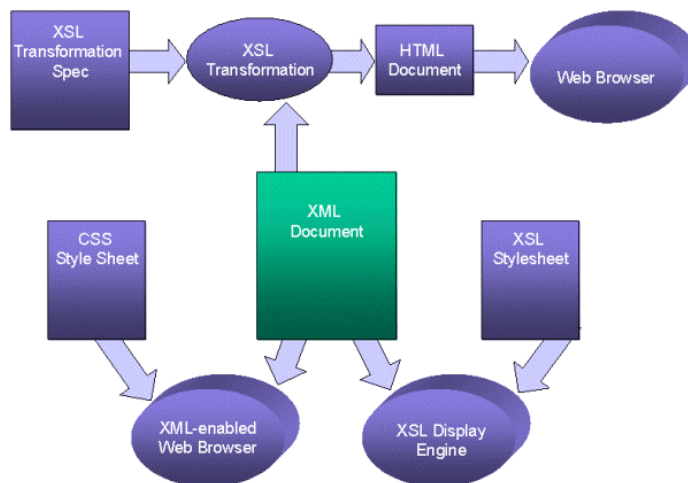 XSL
Transformation
Spec
XSL
Transformation
HTML
Document
Web Browser
XML
Document
CSS
Style Sheet
XSL
Stylesheet
XML-enabled
Web Browser
XSL Display
Engine